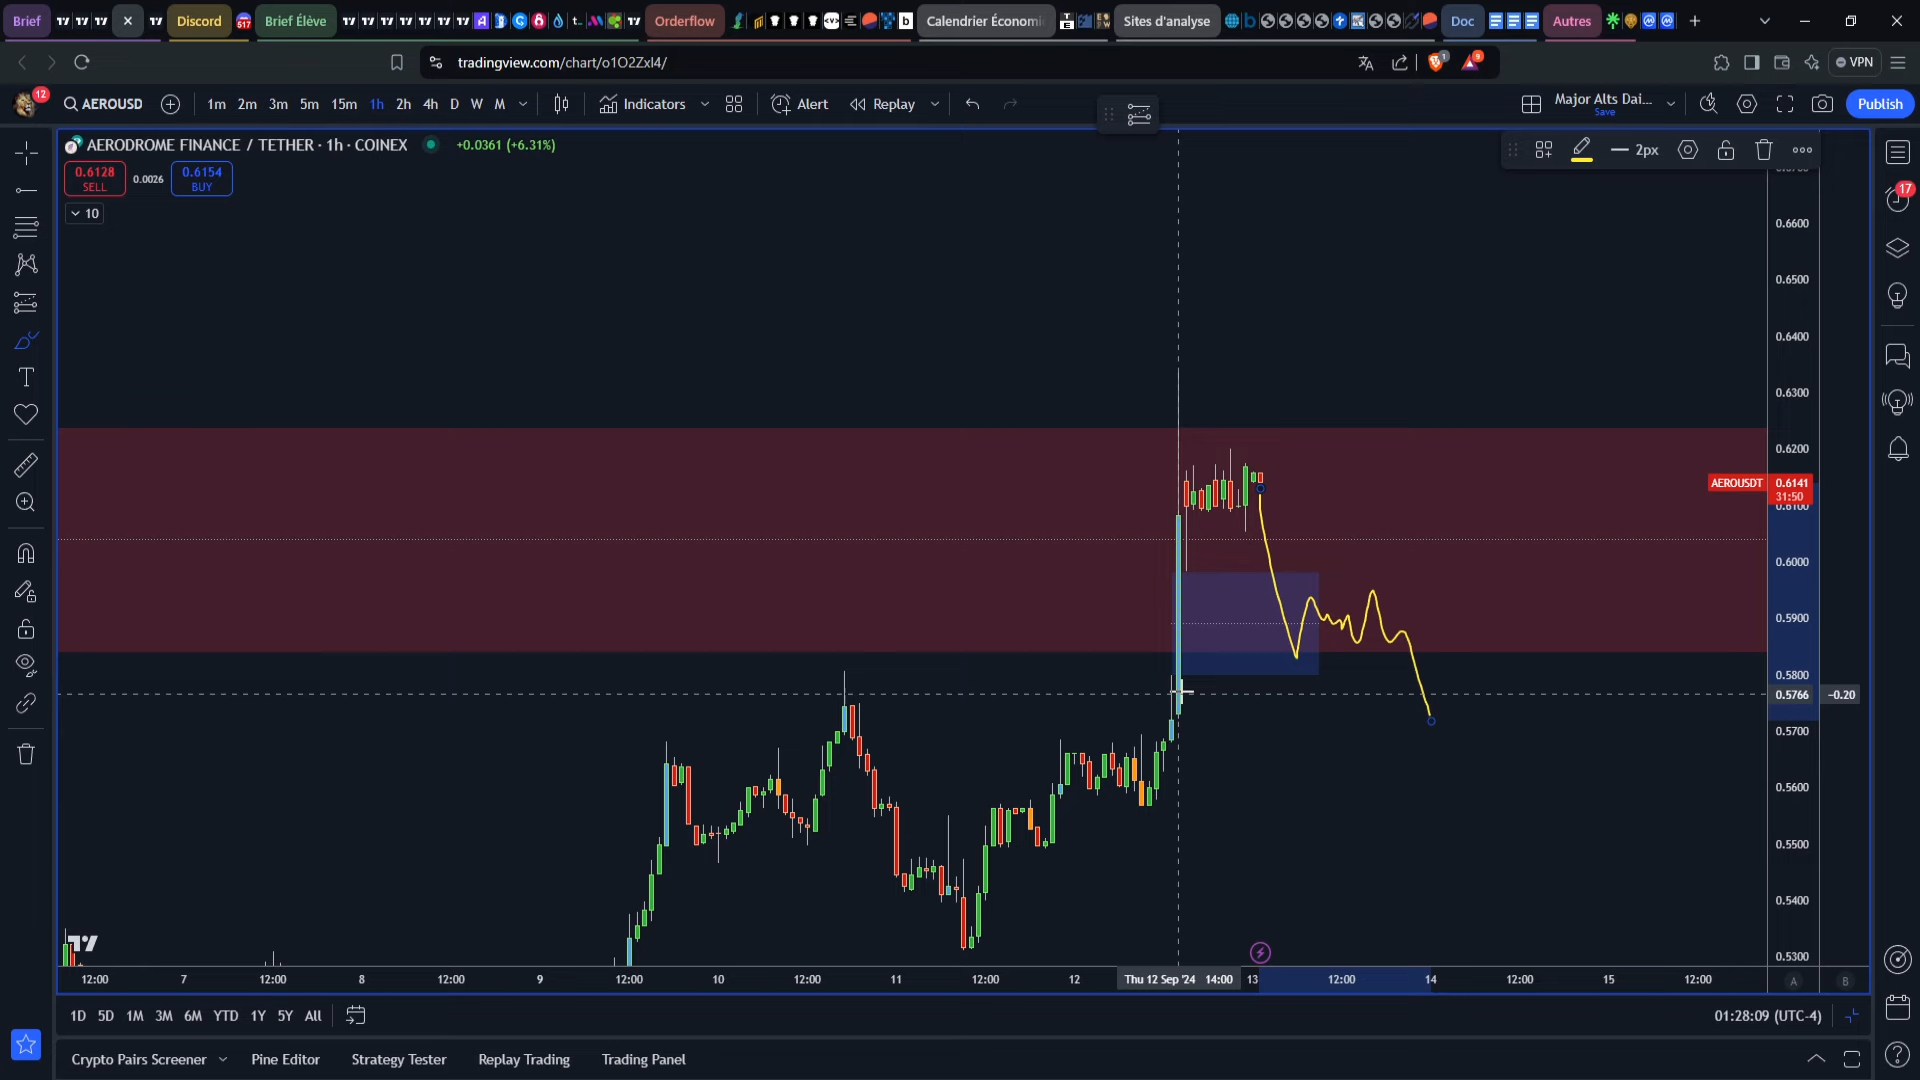 Brief
Discord
517
Brief Élève
Orderflow
Calendrier Économi
Sites d'analyse
Doc
Autres
tradingview.com/chart/o1O2Zxl4/
1
9
VPN
12
AEROUSD
1m 2m 3m 5m 15m 1h 2h 4h D W M
Indicators
Alert
Replay
Major Alts Dai...
Save
Publish
AERODROME FINANCE / TETHER · 1h · COINEX
+0.0361 (+6.31%)
0.6128
SELL
0.0026
0.6154
BUY
10
2px
17
0.6600
0.6500
0.6400
0.6300
0.6200
AEROUSDT 0.6141
31:50
0.6100
0.6000
0.5900
0.5800
0.5766 −0.20
0.5700
0.5600
0.5500
0.5400
0.5300
12:00 7 12:00 8 12:00 9 12:00 10 12:00 11 12:00 12 Thu 12 Sep '24 14:00 13 12:00 14 12:00 15 12:00
A
B
1D 5D 1M 3M 6M YTD 1Y 5Y All
01:28:09 (UTC-4)
Crypto Pairs Screener
Pine Editor
Strategy Tester
Replay Trading
Trading Panel